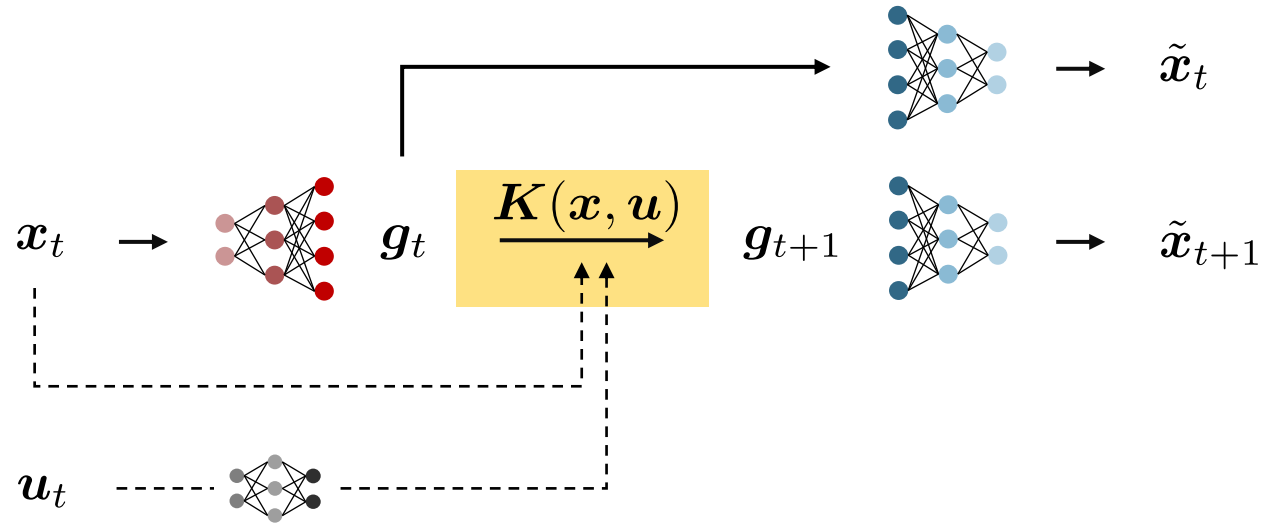 x̃_t
K(x, u)
x_t g_t g_{t+1} x̃_{t+1}
u_t